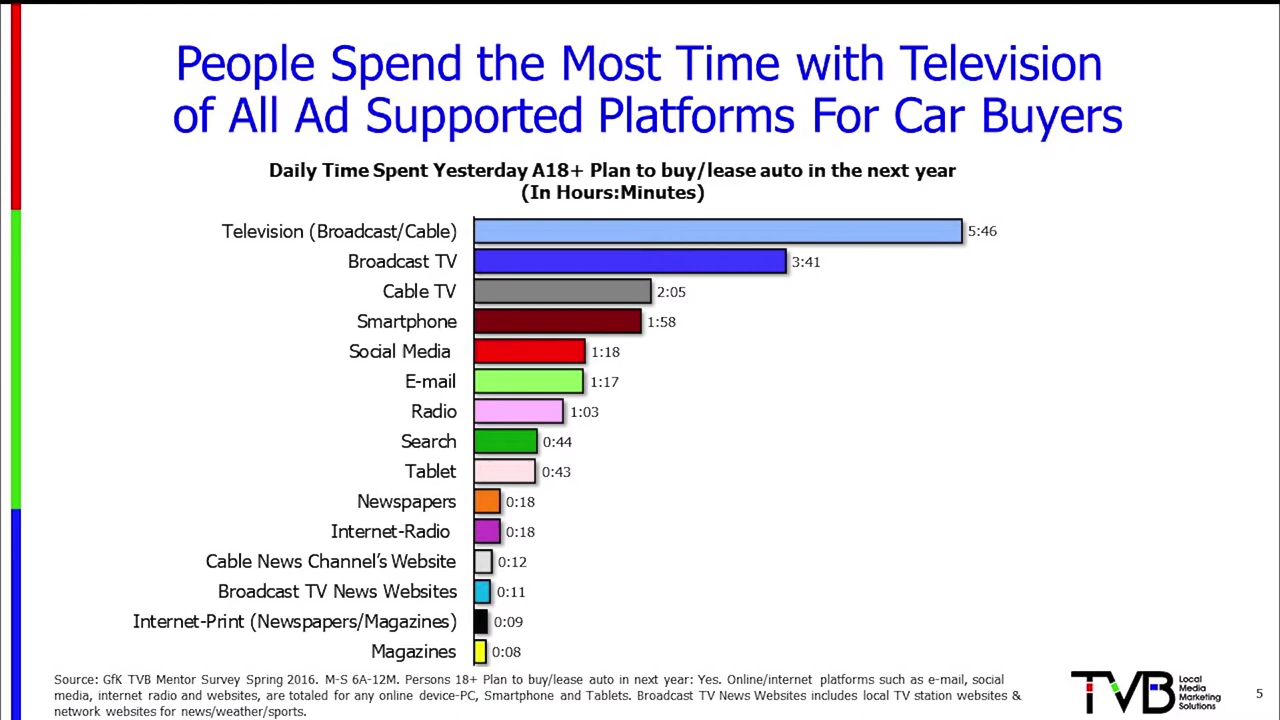 People Spend the Most Time with Television
of All Ad Supported Platforms For Car Buyers
Daily Time Spent Yesterday A18+ Plan to buy/lease auto in the next year
(In Hours:Minutes)
Television (Broadcast/Cable) 5:46
Broadcast TV 3:41
Cable TV 2:05
Smartphone 1:58
Social Media 1:18
E-mail 1:17
Radio 1:03
Search 0:44
Tablet 0:43
Newspapers 0:18
Internet-Radio 0:18
Cable News Channel’s Website 0:12
Broadcast TV News Websites 0:11
Internet-Print (Newspapers/Magazines) 0:09
Magazines 0:08
Source: GfK TVB Mentor Survey Spring 2016. M-S 6A-12M. Persons 18+ Plan to buy/lease auto in next year: Yes. Online/internet platforms such as e-mail, social
media, internet radio and websites, are totaled for any online device-PC, Smartphone and Tablets. Broadcast TV News Websites includes local TV station websites &
network websites for news/weather/sports.
TVB
Local
Media
Marketing
Solutions
5